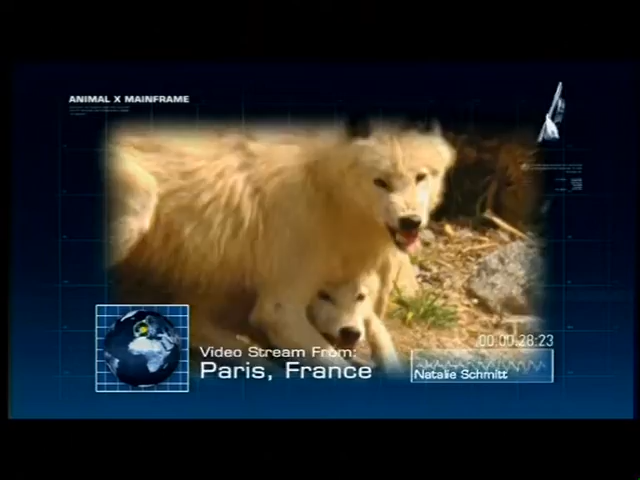 ANIMAL X MAINFRAME
00:00:28:23
Video Stream From:
Paris, France
Natalie Schmitt